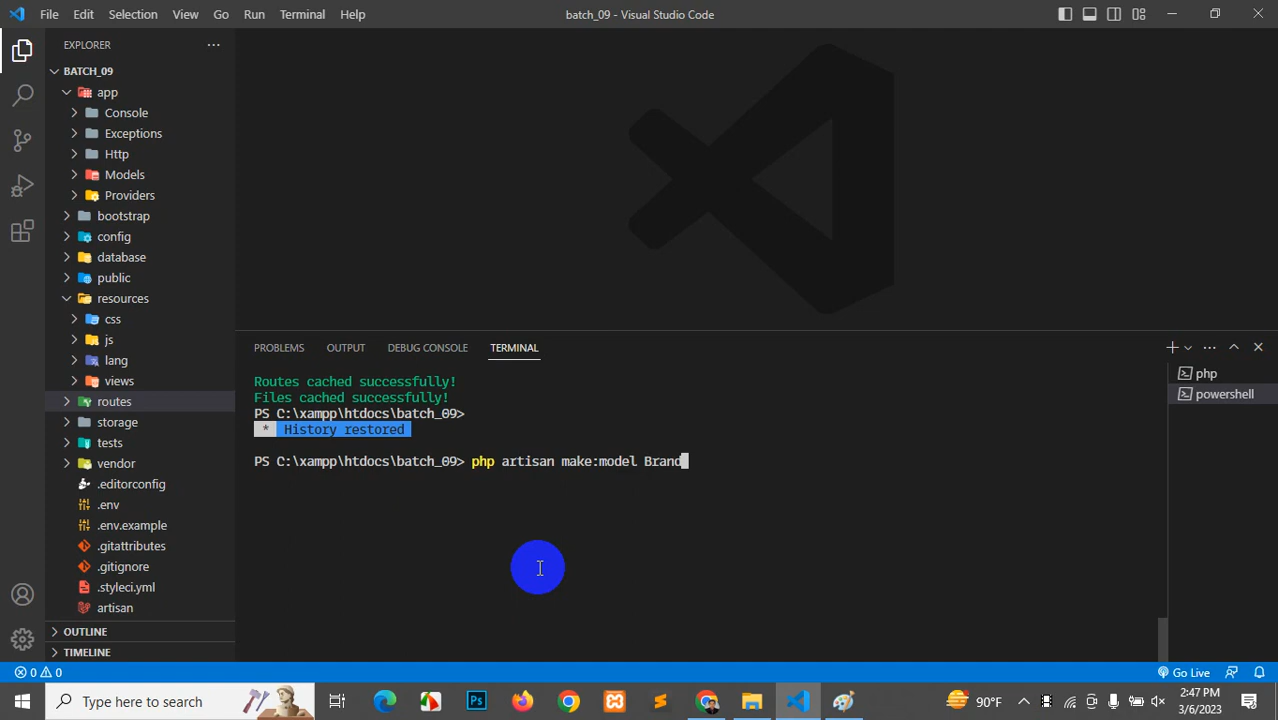 File Edit Selection View Go Run Terminal Help
batch_09 - Visual Studio Code
EXPLORER
BATCH_09
app
Console
Exceptions
Http
Models
Providers
bootstrap
config
database
public
resources
css
js
lang
views
routes
storage
tests
vendor
.editorconfig
.env
.env.example
.gitattributes
.gitignore
.styleci.yml
artisan
OUTLINE
TIMELINE
PROBLEMS OUTPUT DEBUG CONSOLE TERMINAL
Routes cached successfully!
Files cached successfully!
PS C:\xampp\htdocs\batch_09>
* History restored
PS C:\xampp\htdocs\batch_09> php artisan make:model Brand
php
powershell
0 0
Go Live
Type here to search
Ps
90°F
2:47 PM
3/6/2023